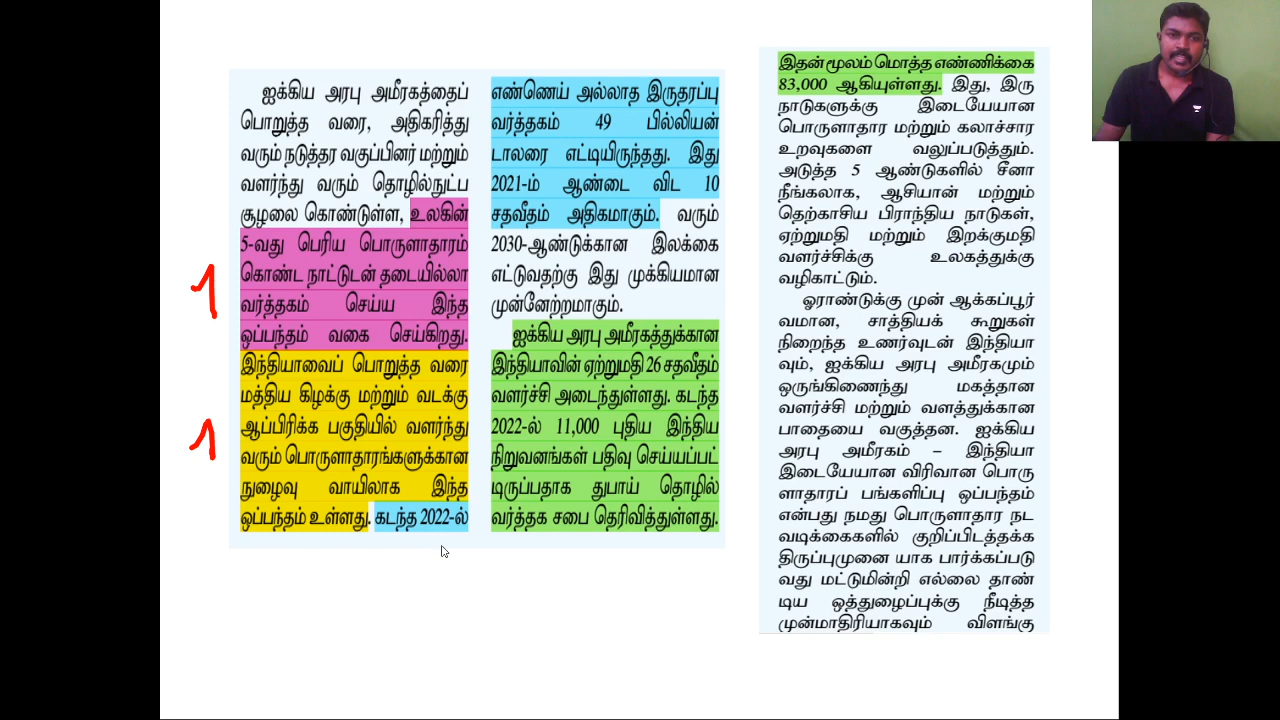 ஐக்கிய அரபு அமீரகத்தைப்
பொறுத்த வரை, அதிகரித்து
வரும் நடுத்தர வகுப்பினர் மற்றும்
வளர்ந்து வரும் தொழில்நுட்ப
சூழலை கொண்டுள்ள, உலகின்
5-வது பெரிய பொருளாதாரம்
கொண்ட நாட்டுடன் தடையில்லா
வர்த்தகம் செய்ய இந்த
ஒப்பந்தம் வகை செய்கிறது.
இந்தியாவைப் பொறுத்த வரை
மத்திய கிழக்கு மற்றும் வடக்கு
ஆப்பிரிக்க பகுதியில் வளர்ந்து
வரும் பொருளாதாரங்களுக்கான
நுழைவு வாயிலாக இந்த
ஒப்பந்தம் உள்ளது. கடந்த 2022-ல்
எண்ணெய் அல்லாத இருதரப்பு
வர்த்தகம் 49 பில்லியன்
டாலரை எட்டியிருந்தது. இது
2021-ம் ஆண்டை விட 10
சதவீதம் அதிகமாகும். வரும்
2030-ஆண்டுக்கான இலக்கை
எட்டுவதற்கு இது முக்கியமான
முன்னேற்றமாகும்.
ஐக்கிய அரபு அமீரகத்துக்கான
இந்தியாவின் ஏற்றுமதி 26 சதவீதம்
வளர்ச்சி அடைந்துள்ளது. கடந்த
2022-ல் 11,000 புதிய இந்திய
நிறுவனங்கள் பதிவு செய்யப்பட்
டிருப்பதாக துபாய் தொழில்
வர்த்தக சபை தெரிவித்துள்ளது.
இதன் மூலம் மொத்த எண்ணிக்கை
83,000 ஆகியுள்ளது. இது, இரு
நாடுகளுக்கு இடையேயான
பொருளாதார மற்றும் கலாச்சார
உறவுகளை வலுப்படுத்தும்.
அடுத்த 5 ஆண்டுகளில் சீனா
நீங்கலாக, ஆசியான் மற்றும்
தெற்காசிய பிராந்திய நாடுகள்,
ஏற்றுமதி மற்றும் இறக்குமதி
வளர்ச்சிக்கு உலகத்துக்கு
வழிகாட்டும்.
ஓராண்டுக்கு முன் ஆக்கப்பூர்
வமான, சாத்தியக் கூறுகள்
நிறைந்த உணர்வுடன் இந்தியா
வும், ஐக்கிய அரபு அமீரகமும்
ஒருங்கிணைந்து மகத்தான
வளர்ச்சி மற்றும் வளத்துக்கான
பாதையை வகுத்தன. ஐக்கிய
அரபு அமீரகம் – இந்தியா
இடையேயான விரிவான பொரு
ளாதாரப் பங்களிப்பு ஒப்பந்தம்
என்பது நமது பொருளாதார நட
வடிக்கைகளில் குறிப்பிடத்தக்க
திருப்புமுனை யாக பார்க்கப்படு
வது மட்டுமின்றி எல்லை தாண்
டிய ஒத்துழைப்புக்கு நீடித்த
முன்மாதிரியாகவும் விளங்கு
1
1